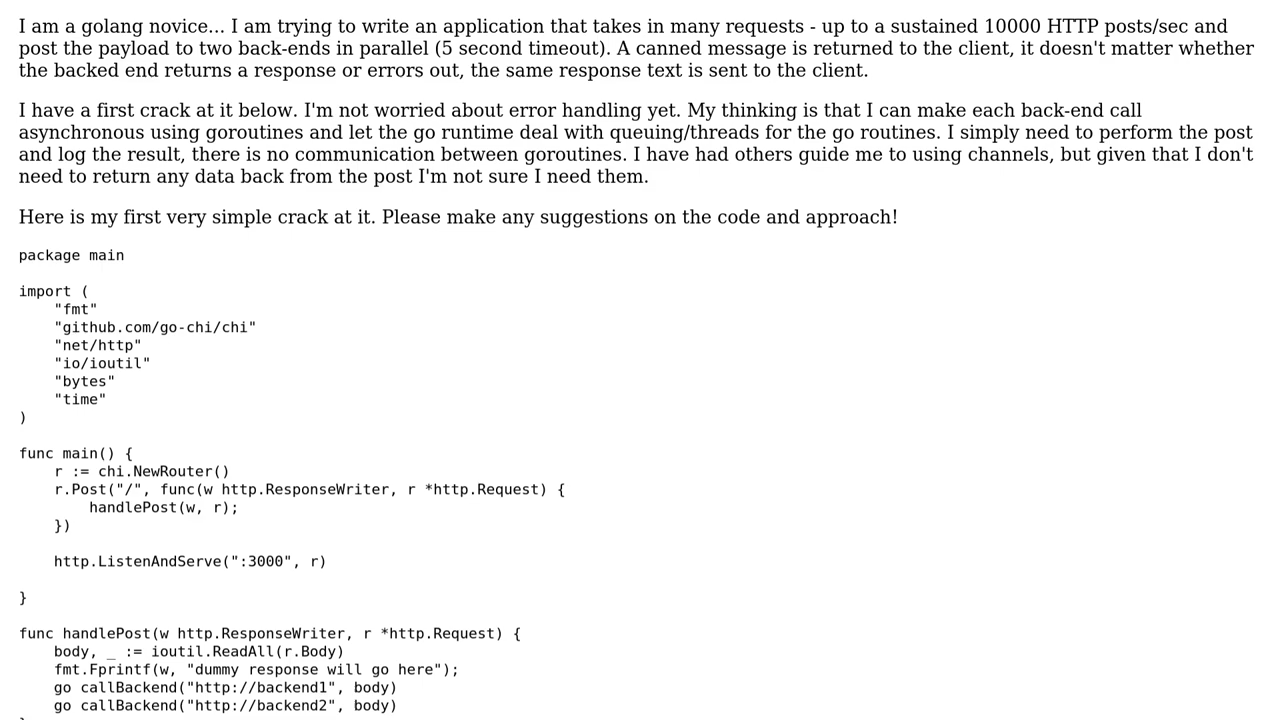 I am a golang novice... I am trying to write an application that takes in many requests - up to a sustained 10000 HTTP posts/sec and
post the payload to two back-ends in parallel (5 second timeout). A canned message is returned to the client, it doesn't matter whether
the backed end returns a response or errors out, the same response text is sent to the client.

I have a first crack at it below. I'm not worried about error handling yet. My thinking is that I can make each back-end call
asynchronous using goroutines and let the go runtime deal with queuing/threads for the go routines. I simply need to perform the post
and log the result, there is no communication between goroutines. I have had others guide me to using channels, but given that I don't
need to return any data back from the post I'm not sure I need them.

Here is my first very simple crack at it. Please make any suggestions on the code and approach!

package main

import (
    "fmt"
    "github.com/go-chi/chi"
    "net/http"
    "io/ioutil"
    "bytes"
    "time"
)

func main() {
    r := chi.NewRouter()
    r.Post("/", func(w http.ResponseWriter, r *http.Request) {
        handlePost(w, r);
    })

    http.ListenAndServe(":3000", r)

}

func handlePost(w http.ResponseWriter, r *http.Request) {
    body, _ := ioutil.ReadAll(r.Body)
    fmt.Fprintf(w, "dummy response will go here");
    go callBackend("http://backend1", body)
    go callBackend("http://backend2", body)